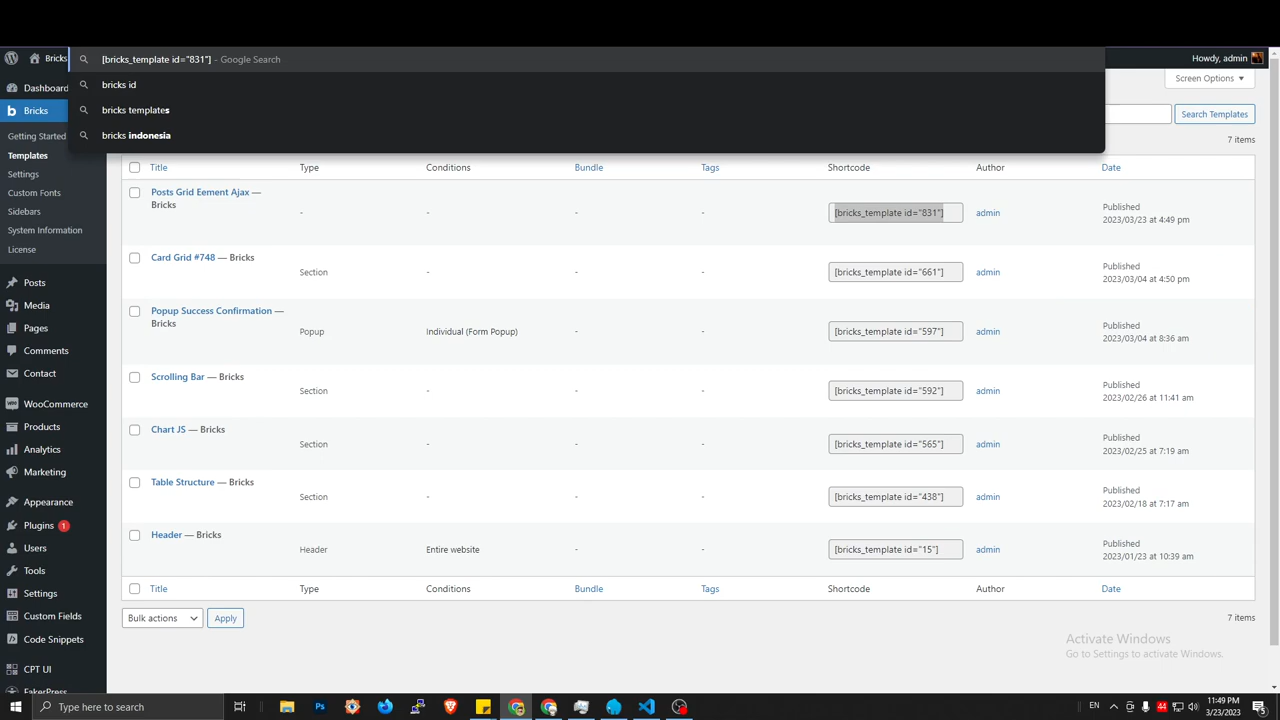 [bricks_template id="831"] - Google Search
Bricks
Howdy, admin
bricks id
bricks templates
bricks indonesia
Screen Options
Search Templates
7 items
Dashboard
Bricks
Getting Started
Templates
Settings
Custom Fonts
Sidebars
System Information
License
Posts
Media
Pages
Comments
Contact
WooCommerce
Products
Analytics
Marketing
Appearance
Plugins 1
Users
Tools
Settings
Custom Fields
Code Snippets
CPT UI
FakerPress
Title Type Conditions Bundle Tags Shortcode Author Date
Posts Grid Eement Ajax —
Bricks
- - - - [bricks_template id="831"] admin
Published
2023/03/23 at 4:49 pm
Card Grid #748 — Bricks
Section - - - [bricks_template id="661"] admin
Published
2023/03/04 at 4:50 pm
Popup Success Confirmation —
Bricks
Popup Individual (Form Popup) - - [bricks_template id="597"] admin
Published
2023/03/04 at 8:36 am
Scrolling Bar — Bricks
Section - - - [bricks_template id="592"] admin
Published
2023/02/26 at 11:41 am
Chart JS — Bricks
Section - - - [bricks_template id="565"] admin
Published
2023/02/25 at 7:19 am
Table Structure — Bricks
Section - - - [bricks_template id="438"] admin
Published
2023/02/18 at 7:17 am
Header — Bricks
Header Entire website - - [bricks_template id="15"] admin
Published
2023/01/23 at 10:39 am
Title Type Conditions Bundle Tags Shortcode Author Date
Bulk actions Apply
7 items
Activate Windows
Go to Settings to activate Windows.
Type here to search
EN
44
11:49 PM
3/23/2023
5